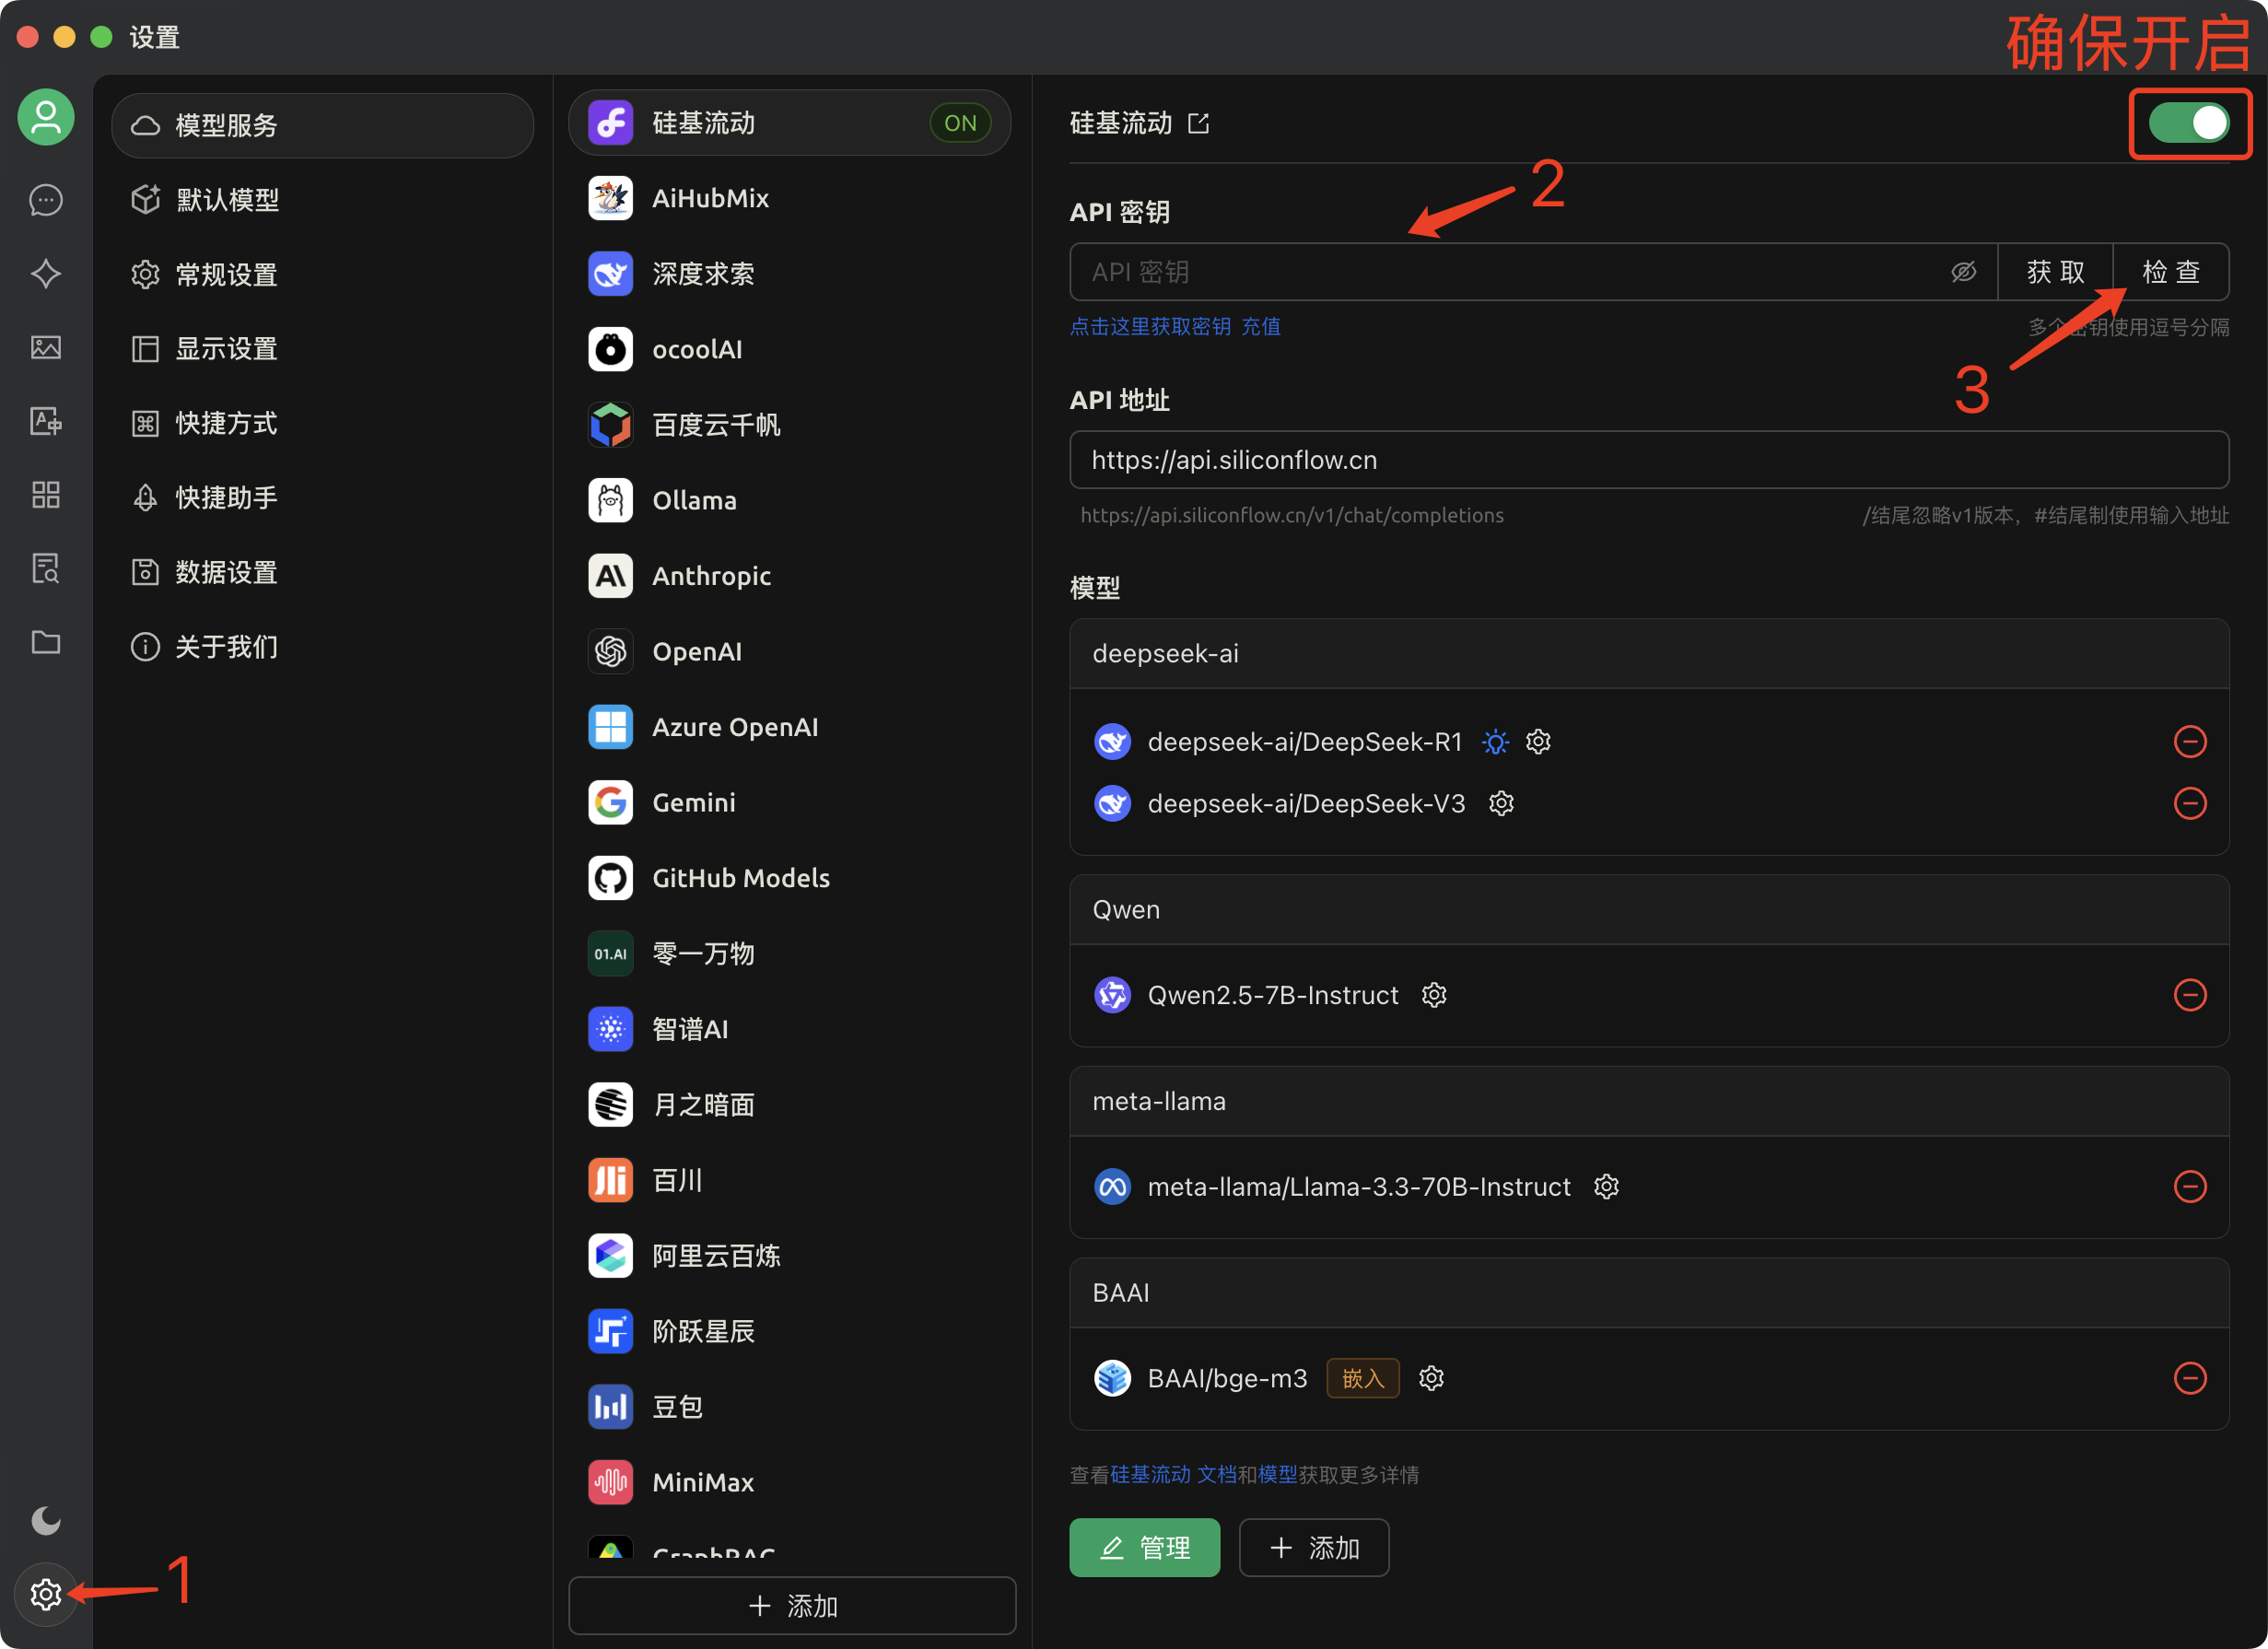 设置
确保开启
模型服务
默认模型
常规设置
显示设置
快捷方式
快捷助手
数据设置
关于我们
1
硅基流动 ON
AiHubMix
深度求索
ocoolAI
百度云千帆
Ollama
Anthropic
OpenAI
Azure OpenAI
Gemini
GitHub Models
01.AI 零一万物
智谱AI
月之暗面
百川
阿里云百炼
阶跃星辰
豆包
MiniMax
GraphRAG
添加
硅基流动
2
API 密钥
API 密钥 获取 检查
点击这里获取密钥 充值 多个密钥使用逗号分隔
3
API 地址
https://api.siliconflow.cn
https://api.siliconflow.cn/v1/chat/completions /结尾忽略v1版本，#结尾制使用输入地址
模型
deepseek-ai
deepseek-ai/DeepSeek-R1
deepseek-ai/DeepSeek-V3
Qwen
Qwen2.5-7B-Instruct
meta-llama
meta-llama/Llama-3.3-70B-Instruct
BAAI
BAAI/bge-m3 嵌入
查看硅基流动 文档和模型获取更多详情
管理 添加